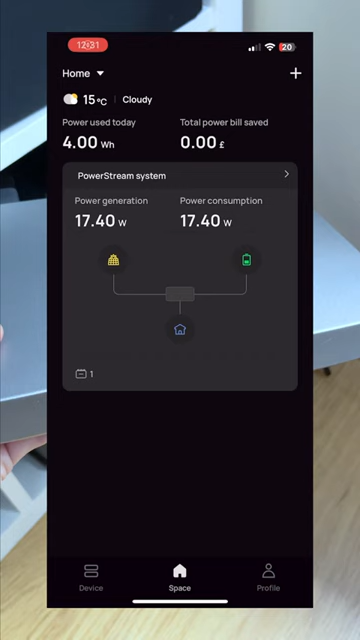 12:31
20
Home
15°C | Cloudy
Power used today
Total power bill saved
4.00 Wh
0.00 £
PowerStream system
Power generation
Power consumption
17.40 W
17.40 W
1
Device
Space
Profile